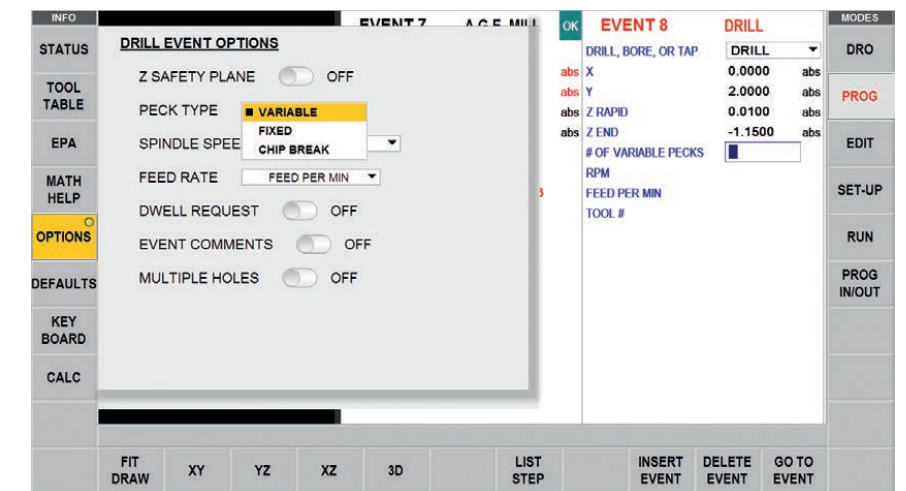 INFO
STATUS
TOOL
TABLE
EPA
MATH
HELP
OPTIONS
DEFAULTS
KEY
BOARD
CALC
EVENT 7 A.G.E. MILL
DRILL EVENT OPTIONS
Z SAFETY PLANE OFF
PECK TYPE
VARIABLE
FIXED
CHIP BREAK
SPINDLE SPEE
FEED RATE FEED PER MIN
DWELL REQUEST OFF
EVENT COMMENTS OFF
MULTIPLE HOLES OFF
abs
abs
abs
abs
3
OK
EVENT 8 DRILL
DRILL, BORE, OR TAP DRILL
X 0.0000 abs
Y 2.0000 abs
Z RAPID 0.0100 abs
Z END -1.1500 abs
# OF VARIABLE PECKS
RPM
FEED PER MIN
TOOL #
MODES
DRO
PROG
EDIT
SET-UP
RUN
PROG
IN/OUT
FIT
DRAW
XY
YZ
XZ
3D
LIST
STEP
INSERT
EVENT
DELETE
EVENT
GO TO
EVENT